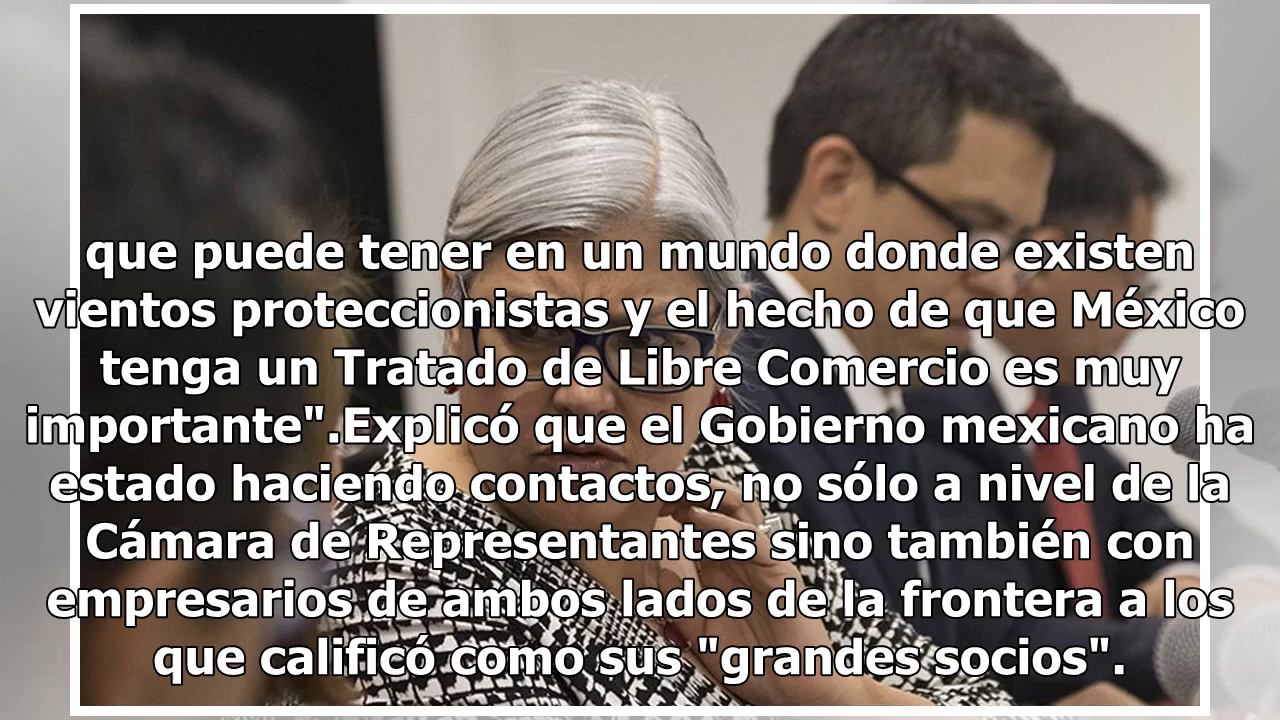 que puede tener en un mundo donde existen
vientos proteccionistas y el hecho de que México
tenga un Tratado de Libre Comercio es muy
importante".Explicó que el Gobierno mexicano ha
estado haciendo contactos, no sólo a nivel de la
Cámara de Representantes sino también con
empresarios de ambos lados de la frontera a los
que calificó como sus "grandes socios".